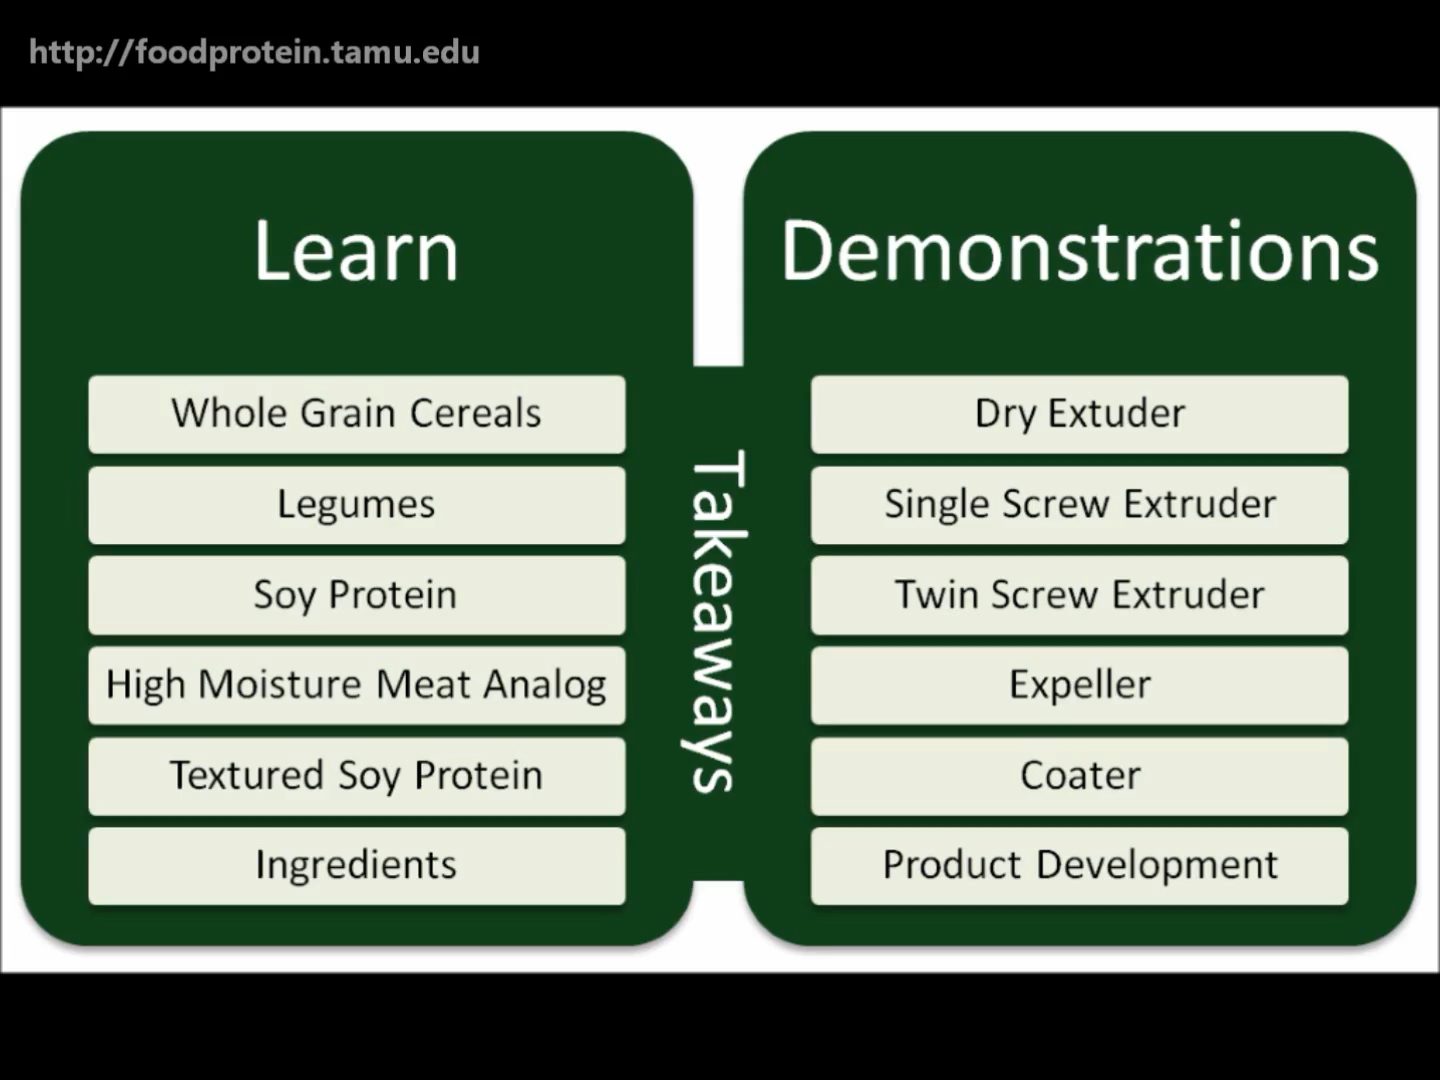 http://foodprotein.tamu.edu
Learn
Whole Grain Cereals
Legumes
Soy Protein
High Moisture Meat Analog
Textured Soy Protein
Ingredients
Takeaways
Demonstrations
Dry Extuder
Single Screw Extruder
Twin Screw Extruder
Expeller
Coater
Product Development